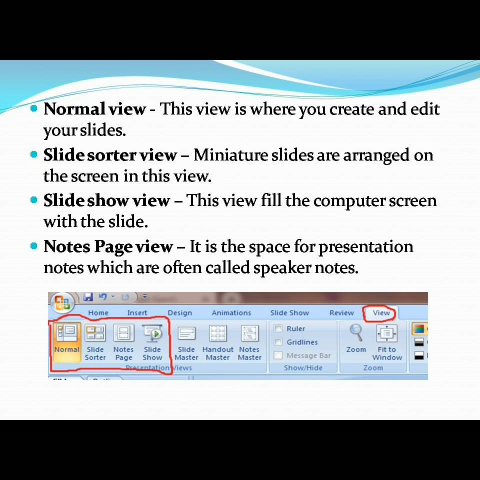 Normal view - This view is where you create and edit
your slides.
Slide sorter view – Miniature slides are arranged on
the screen in this view.
Slide show view – This view fill the computer screen
with the slide.
Notes Page view – It is the space for presentation
notes which are often called speaker notes.
Home Insert Design Animations Slide Show Review View
Normal Slide Sorter Notes Page Slide Show Slide Master Handout Master Notes Master
Ruler
Gridlines
Message Bar
Zoom Fit to Window
Presentation Views Show/Hide Zoom